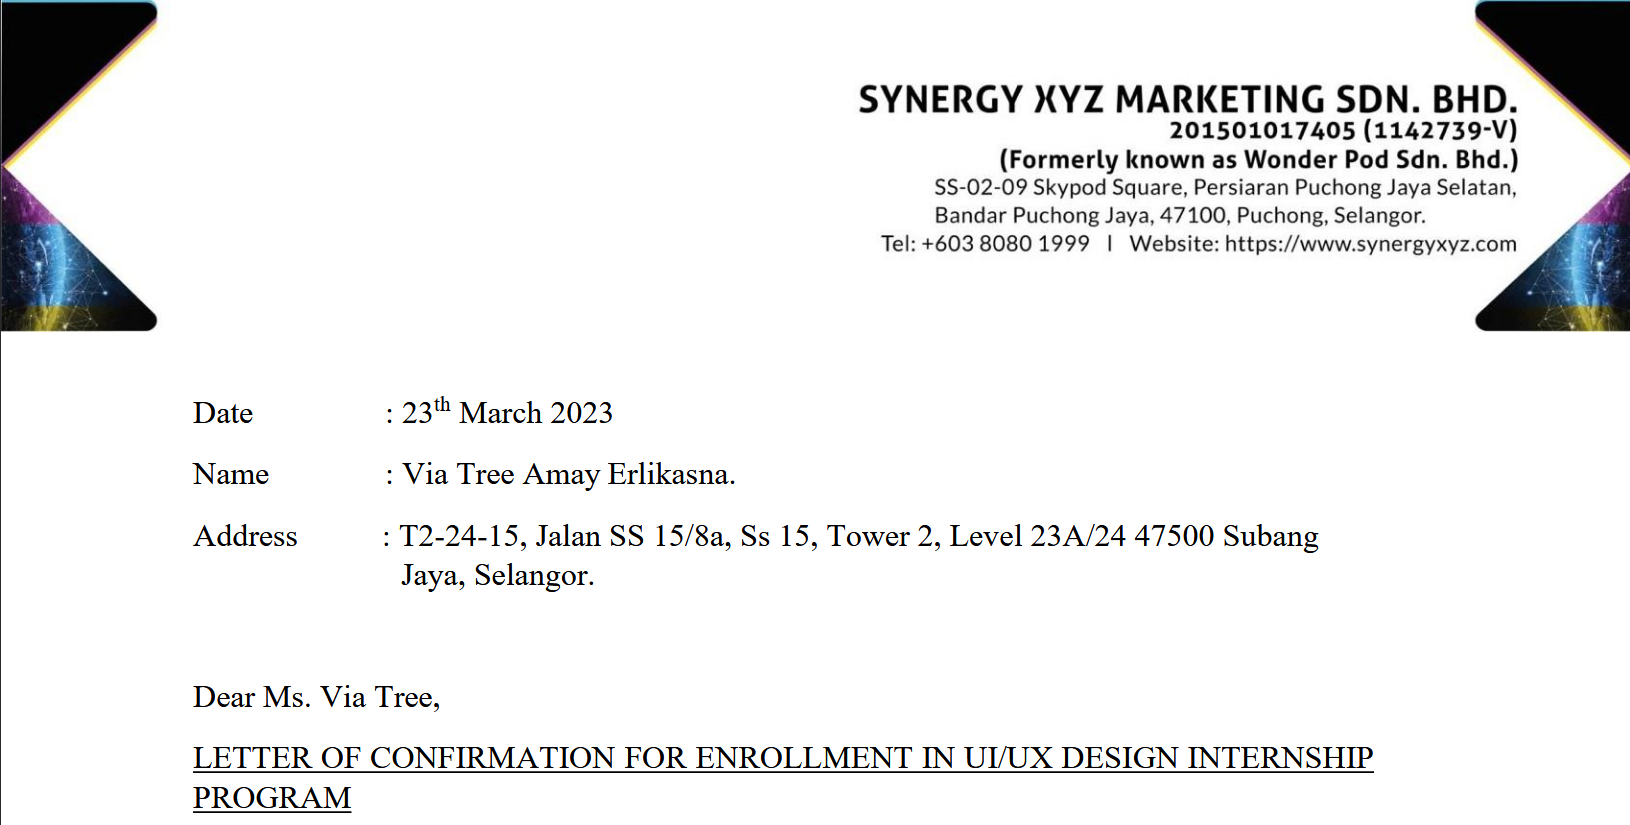 SYNERGY XYZ MARKETING SDN. BHD.
201501017405 (1142739-V)
(Formerly known as Wonder Pod Sdn. Bhd.)
SS-02-09 Skypod Square, Persiaran Puchong Jaya Selatan,
Bandar Puchong Jaya, 47100, Puchong, Selangor.
Tel: +603 8080 1999 | Website: https://www.synergyxyz.com
Date : 23th March 2023
Name : Via Tree Amay Erlikasna.
Address : T2-24-15, Jalan SS 15/8a, Ss 15, Tower 2, Level 23A/24 47500 Subang
Jaya, Selangor.
Dear Ms. Via Tree,
LETTER OF CONFIRMATION FOR ENROLLMENT IN UI/UX DESIGN INTERNSHIP
PROGRAM